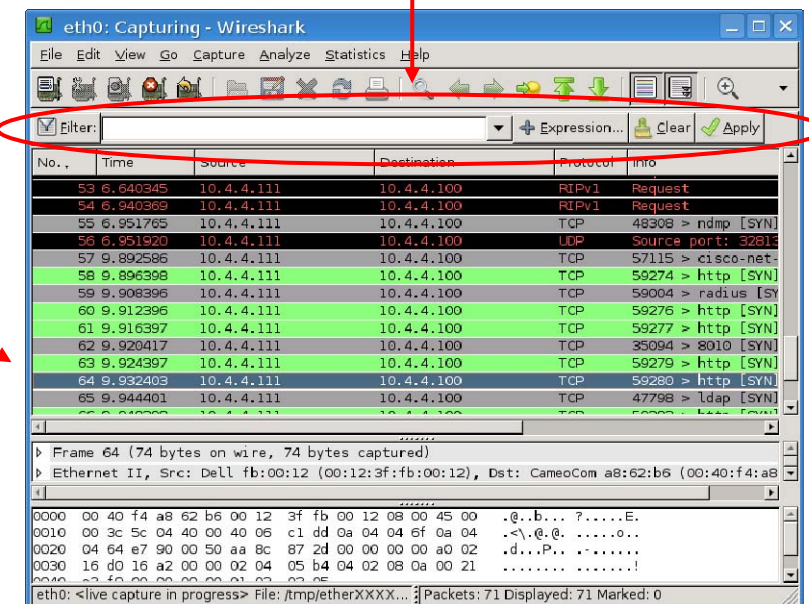 eth0: Capturing - Wireshark
File Edit View Go Capture Analyze Statistics Help
Filter: Expression... Clear Apply
No. . Time Source Destination Protocol Info
53 6.640345 10.4.4.111 10.4.4.100 RIPv1 Request
54 6.940369 10.4.4.111 10.4.4.100 RIPv1 Request
55 6.951765 10.4.4.111 10.4.4.100 TCP 48308 > ndmp [SYN]
56 6.951920 10.4.4.111 10.4.4.100 UDP Source port: 32813
57 9.892586 10.4.4.111 10.4.4.100 TCP 57115 > cisco-net-
58 9.896398 10.4.4.111 10.4.4.100 TCP 59274 > http [SYN]
59 9.908396 10.4.4.111 10.4.4.100 TCP 59004 > radius [SY
60 9.912396 10.4.4.111 10.4.4.100 TCP 59276 > http [SYN]
61 9.916397 10.4.4.111 10.4.4.100 TCP 59277 > http [SYN]
62 9.920417 10.4.4.111 10.4.4.100 TCP 35094 > 8010 [SYN]
63 9.924397 10.4.4.111 10.4.4.100 TCP 59279 > http [SYN]
64 9.932403 10.4.4.111 10.4.4.100 TCP 59280 > http [SYN]
65 9.944401 10.4.4.111 10.4.4.100 TCP 47798 > ldap [SYN]
Frame 64 (74 bytes on wire, 74 bytes captured)
Ethernet II, Src: Dell fb:00:12 (00:12:3f:fb:00:12), Dst: CameoCom a8:62:b6 (00:40:f4:a8
0000 00 40 f4 a8 62 b6 00 12 3f fb 00 12 08 00 45 00 .@..b... ?.....E.
0010 00 3c 5c 04 40 00 40 06 c1 dd 0a 04 04 6f 0a 04 .<\.@.@. .....o..
0020 04 64 e7 90 00 50 aa 8c 87 2d 00 00 00 00 a0 02 .d...P.. .-......
0030 16 d0 16 a2 00 00 02 04 05 b4 04 02 08 0a 00 21 ........ .......!
eth0: <live capture in progress> File: /tmp/etherXXXX... Packets: 71 Displayed: 71 Marked: 0